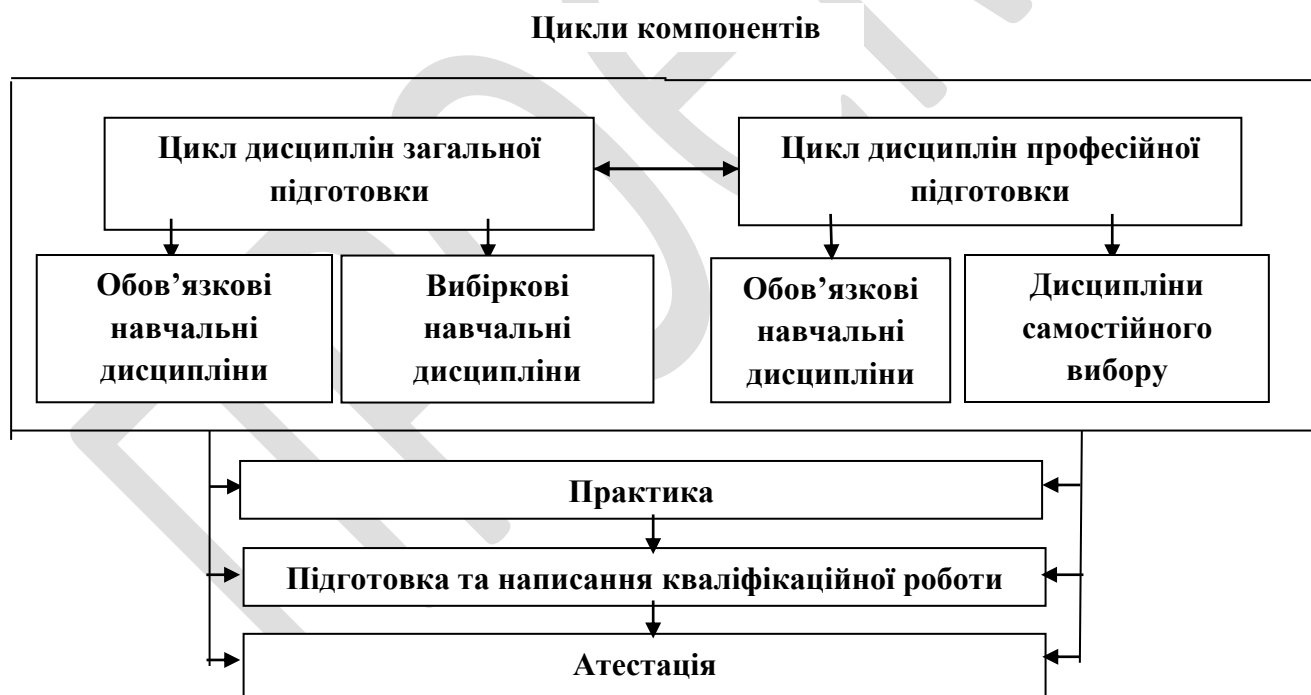 Цикли компонентів
Цикл дисциплін загальної
підготовки
Цикл дисциплін професійної
підготовки
Обов’язкові
навчальні
дисципліни
Вибіркові
навчальні
дисципліни
Обов’язкові
навчальні
дисципліни
Дисципліни
самостійного
вибору
Практика
Підготовка та написання кваліфікаційної роботи
Атестація